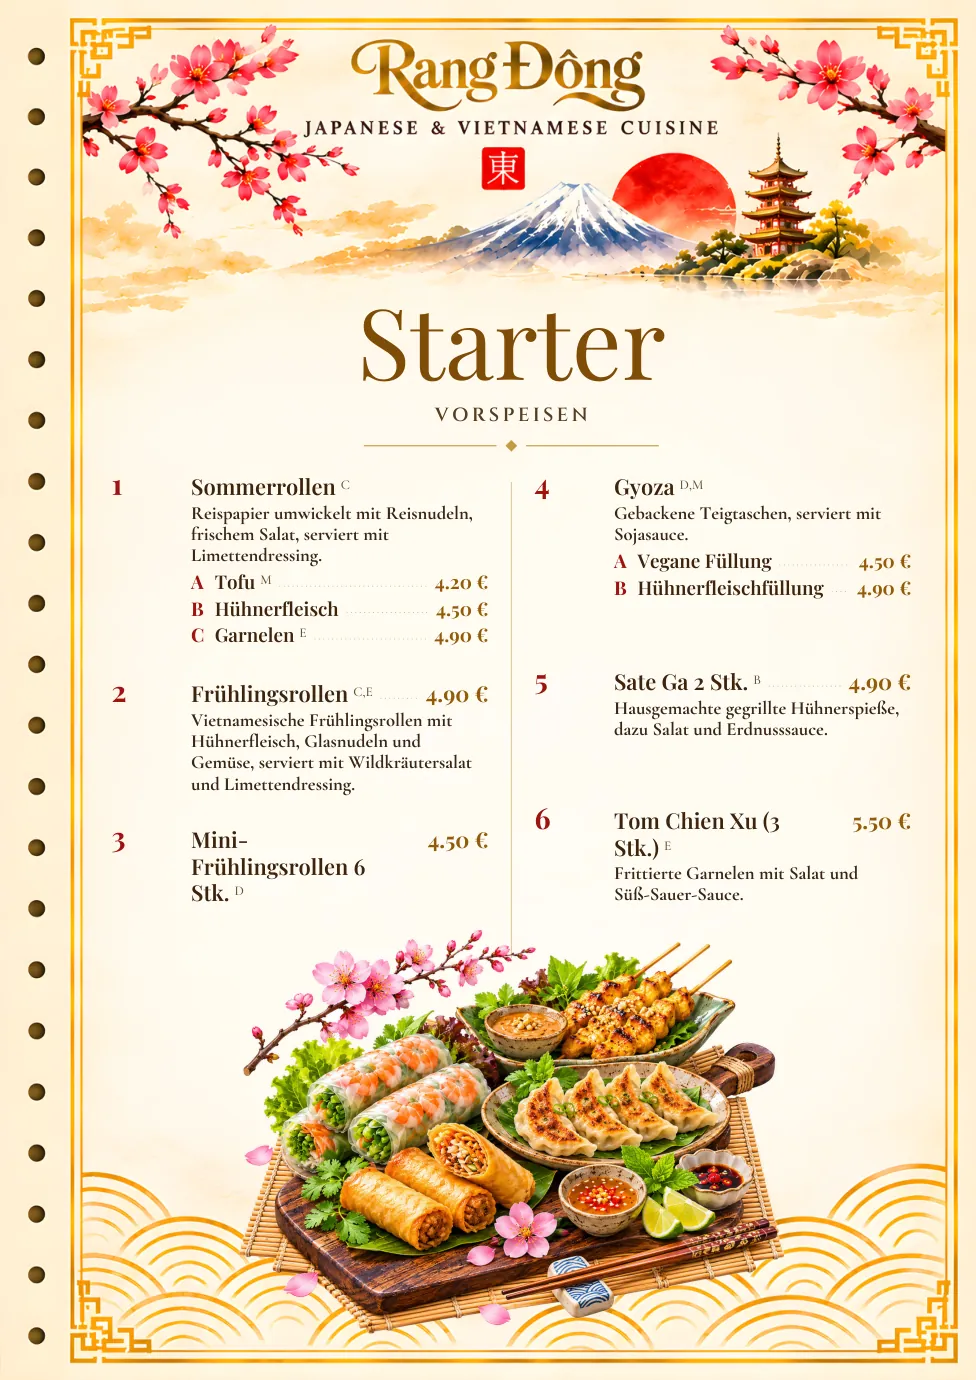 Rang Đông
JAPANESE & VIETNAMESE CUISINE
東
Starter
VORSPEISEN
1
Sommerrollen C
Reispapier umwickelt mit Reisnudeln,
frischem Salat, serviert mit
Limettendressing.
A Tofu M 4.20 €
B Hühnerfleisch 4.50 €
C Garnelen E 4.90 €
2
Frühlingsrollen C,E 4.90 €
Vietnamesische Frühlingsrollen mit
Hühnerfleisch, Glasnudeln und
Gemüse, serviert mit Wildkräutersalat
und Limettendressing.
3
Mini- 4.50 €
Frühlingsrollen 6
Stk. D
4
Gyoza D,M
Gebackene Teigtaschen, serviert mit
Sojasauce.
A Vegane Füllung 4.50 €
B Hühnerfleischfüllung 4.90 €
5
Sate Ga 2 Stk. B 4.90 €
Hausgemachte gegrillte Hühnerspieße,
dazu Salat und Erdnusssauce.
6
Tom Chien Xu (3 5.50 €
Stk.) E
Frittierte Garnelen mit Salat und
Süß-Sauer-Sauce.